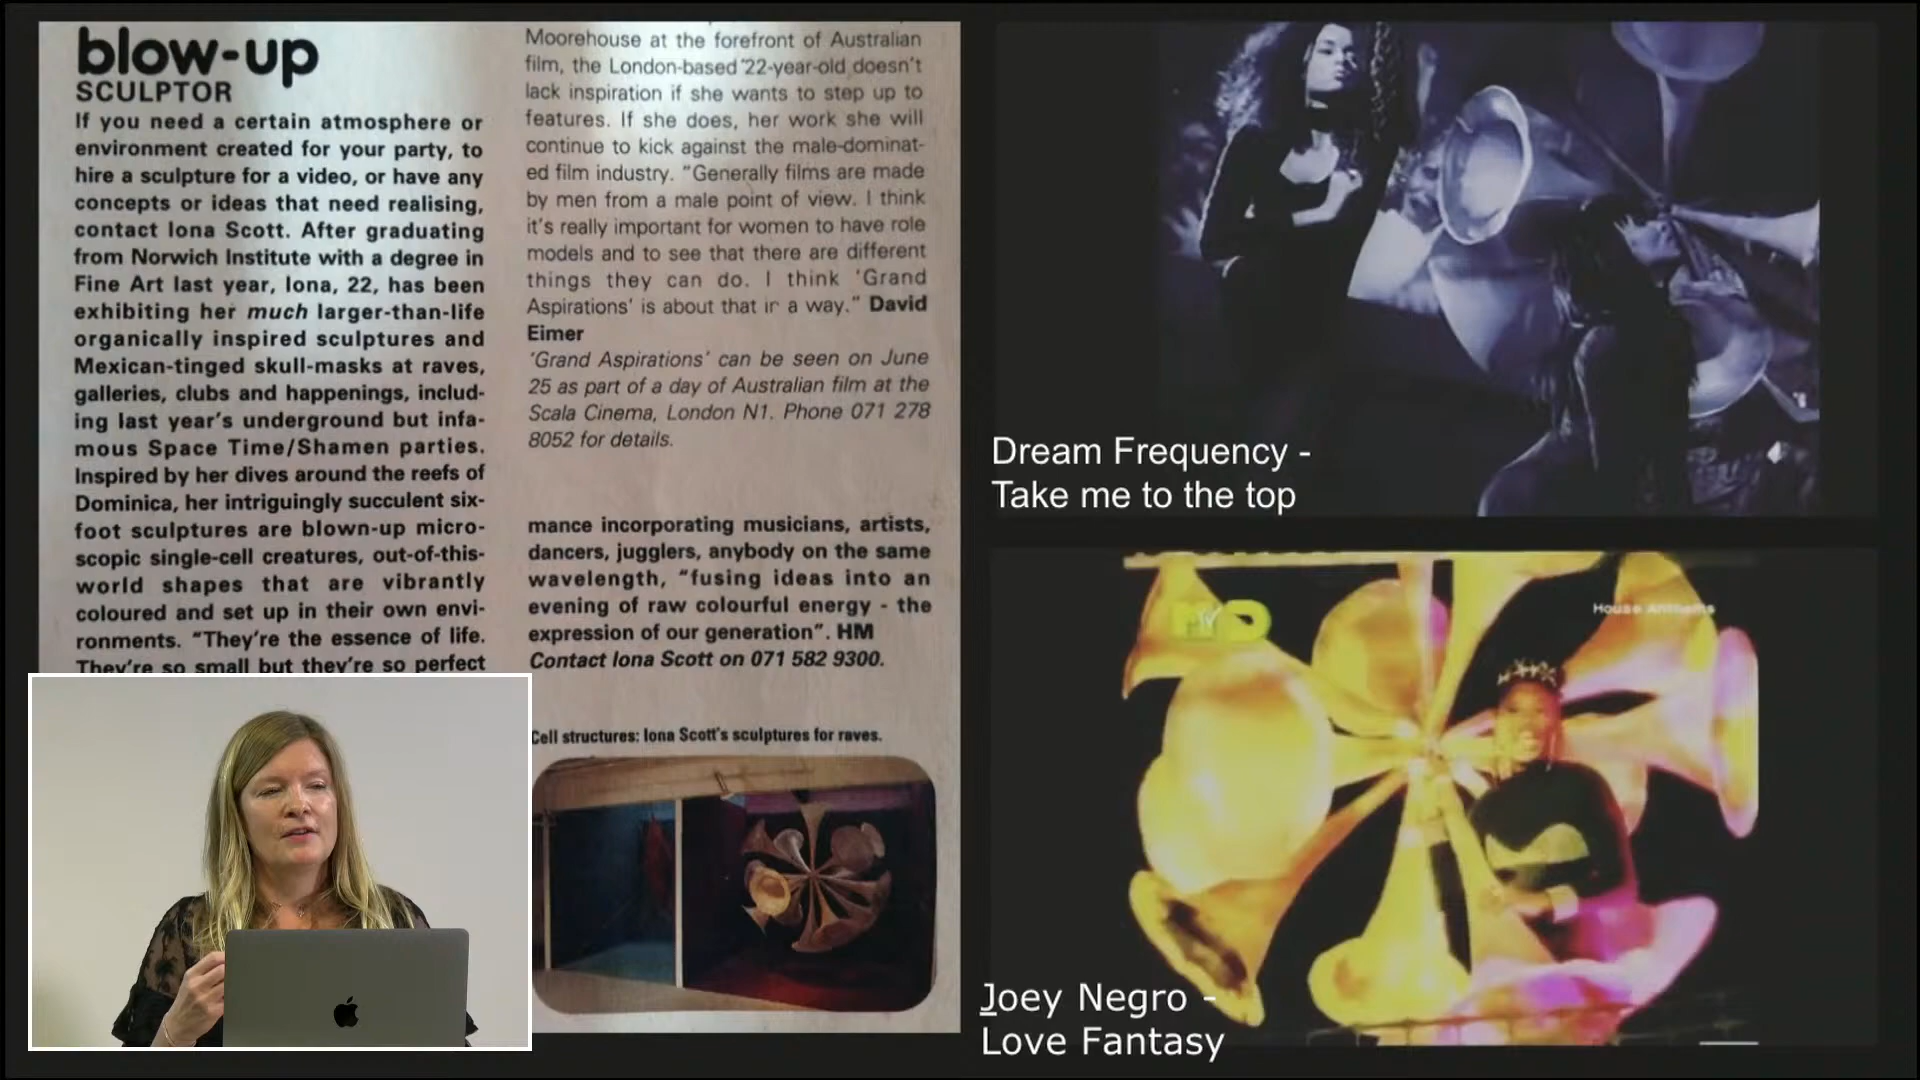 blow-up
SCULPTOR
If you need a certain atmosphere or
environment created for your party, to
hire a sculpture for a video, or have any
concepts or ideas that need realising,
contact Iona Scott. After graduating
from Norwich Institute with a degree in
Fine Art last year, Iona, 22, has been
exhibiting her much larger-than-life
organically inspired sculptures and
Mexican-tinged skull-masks at raves,
galleries, clubs and happenings, includ-
ing last year's underground but infa-
mous Space Time/Shamen parties.
Inspired by her dives around the reefs of
Dominica, her intriguingly succulent six-
foot sculptures are blown-up micro-
scopic single-cell creatures, out-of-this-
world shapes that are vibrantly
coloured and set up in their own envi-
ronments. "They're the essence of life.
They're so small but they're so perfect
Moorehouse at the forefront of Australian
film, the London-based 22-year-old doesn't
lack inspiration if she wants to step up to
features. If she does, her work she will
continue to kick against the male-dominat-
ed film industry. "Generally films are made
by men from a male point of view. I think
it's really important for women to have role
models and to see that there are different
things they can do. I think 'Grand
Aspirations' is about that in a way." David
Eimer
'Grand Aspirations' can be seen on June
25 as part of a day of Australian film at the
Scala Cinema, London N1. Phone 071 278
8052 for details.
mance incorporating musicians, artists,
dancers, jugglers, anybody on the same
wavelength, "fusing ideas into an
evening of raw colourful energy - the
expression of our generation". HM
Contact Iona Scott on 071 582 9300.
Cell structures: Iona Scott's sculptures for raves.
Dream Frequency -
Take me to the top
House Anthems
Joey Negro -
Love Fantasy